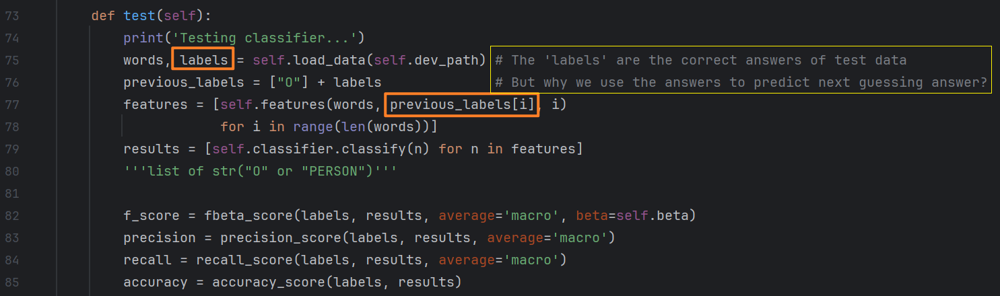 73 def test(self):
74 print('Testing classifier...')
75 words, labels = self.load_data(self.dev_path) # The 'labels' are the correct answers of test data
76 previous_labels = ["O"] + labels # But why we use the answers to predict next guessing answer?
77 features = [self.features(words, previous_labels[i], i)
78 for i in range(len(words))]
79 results = [self.classifier.classify(n) for n in features]
80 '''list of str("O" or "PERSON")'''
81
82 f_score = fbeta_score(labels, results, average='macro', beta=self.beta)
83 precision = precision_score(labels, results, average='macro')
84 recall = recall_score(labels, results, average='macro')
85 accuracy = accuracy_score(labels, results)